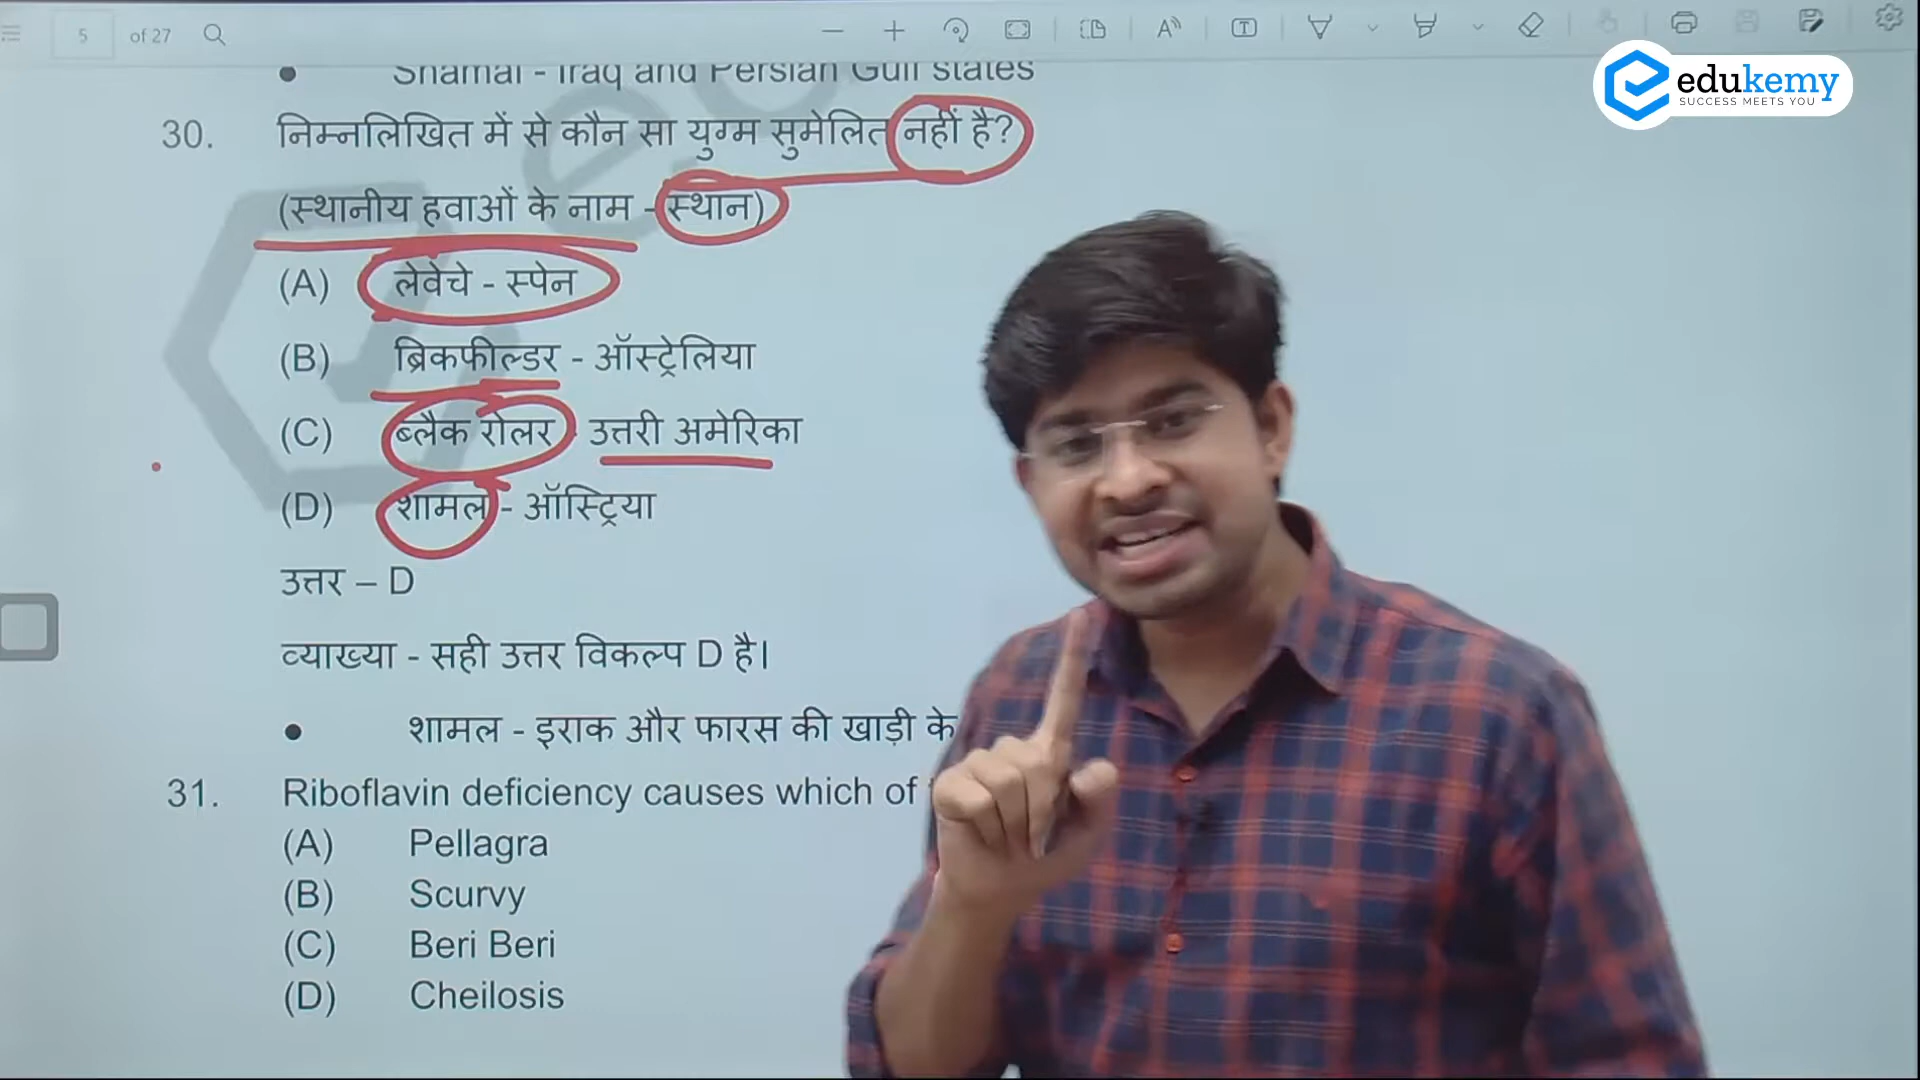 5 of 27
edukemy
SUCCESS MEETS YOU
Shamal - Iraq and Persian Gulf states
30. निम्नलिखित में से कौन सा युग्म सुमेलित नहीं है?
(स्थानीय हवाओं के नाम - स्थान)
(A) लेवेचे - स्पेन
(B) ब्रिकफील्डर - ऑस्ट्रेलिया
(C) ब्लैक रोलर - उत्तरी अमेरिका
(D) शामल - ऑस्ट्रिया
उत्तर – D
व्याख्या - सही उत्तर विकल्प D है।
शामल - इराक और फारस की खाड़ी के
31. Riboflavin deficiency causes which of
(A) Pellagra
(B) Scurvy
(C) Beri Beri
(D) Cheilosis